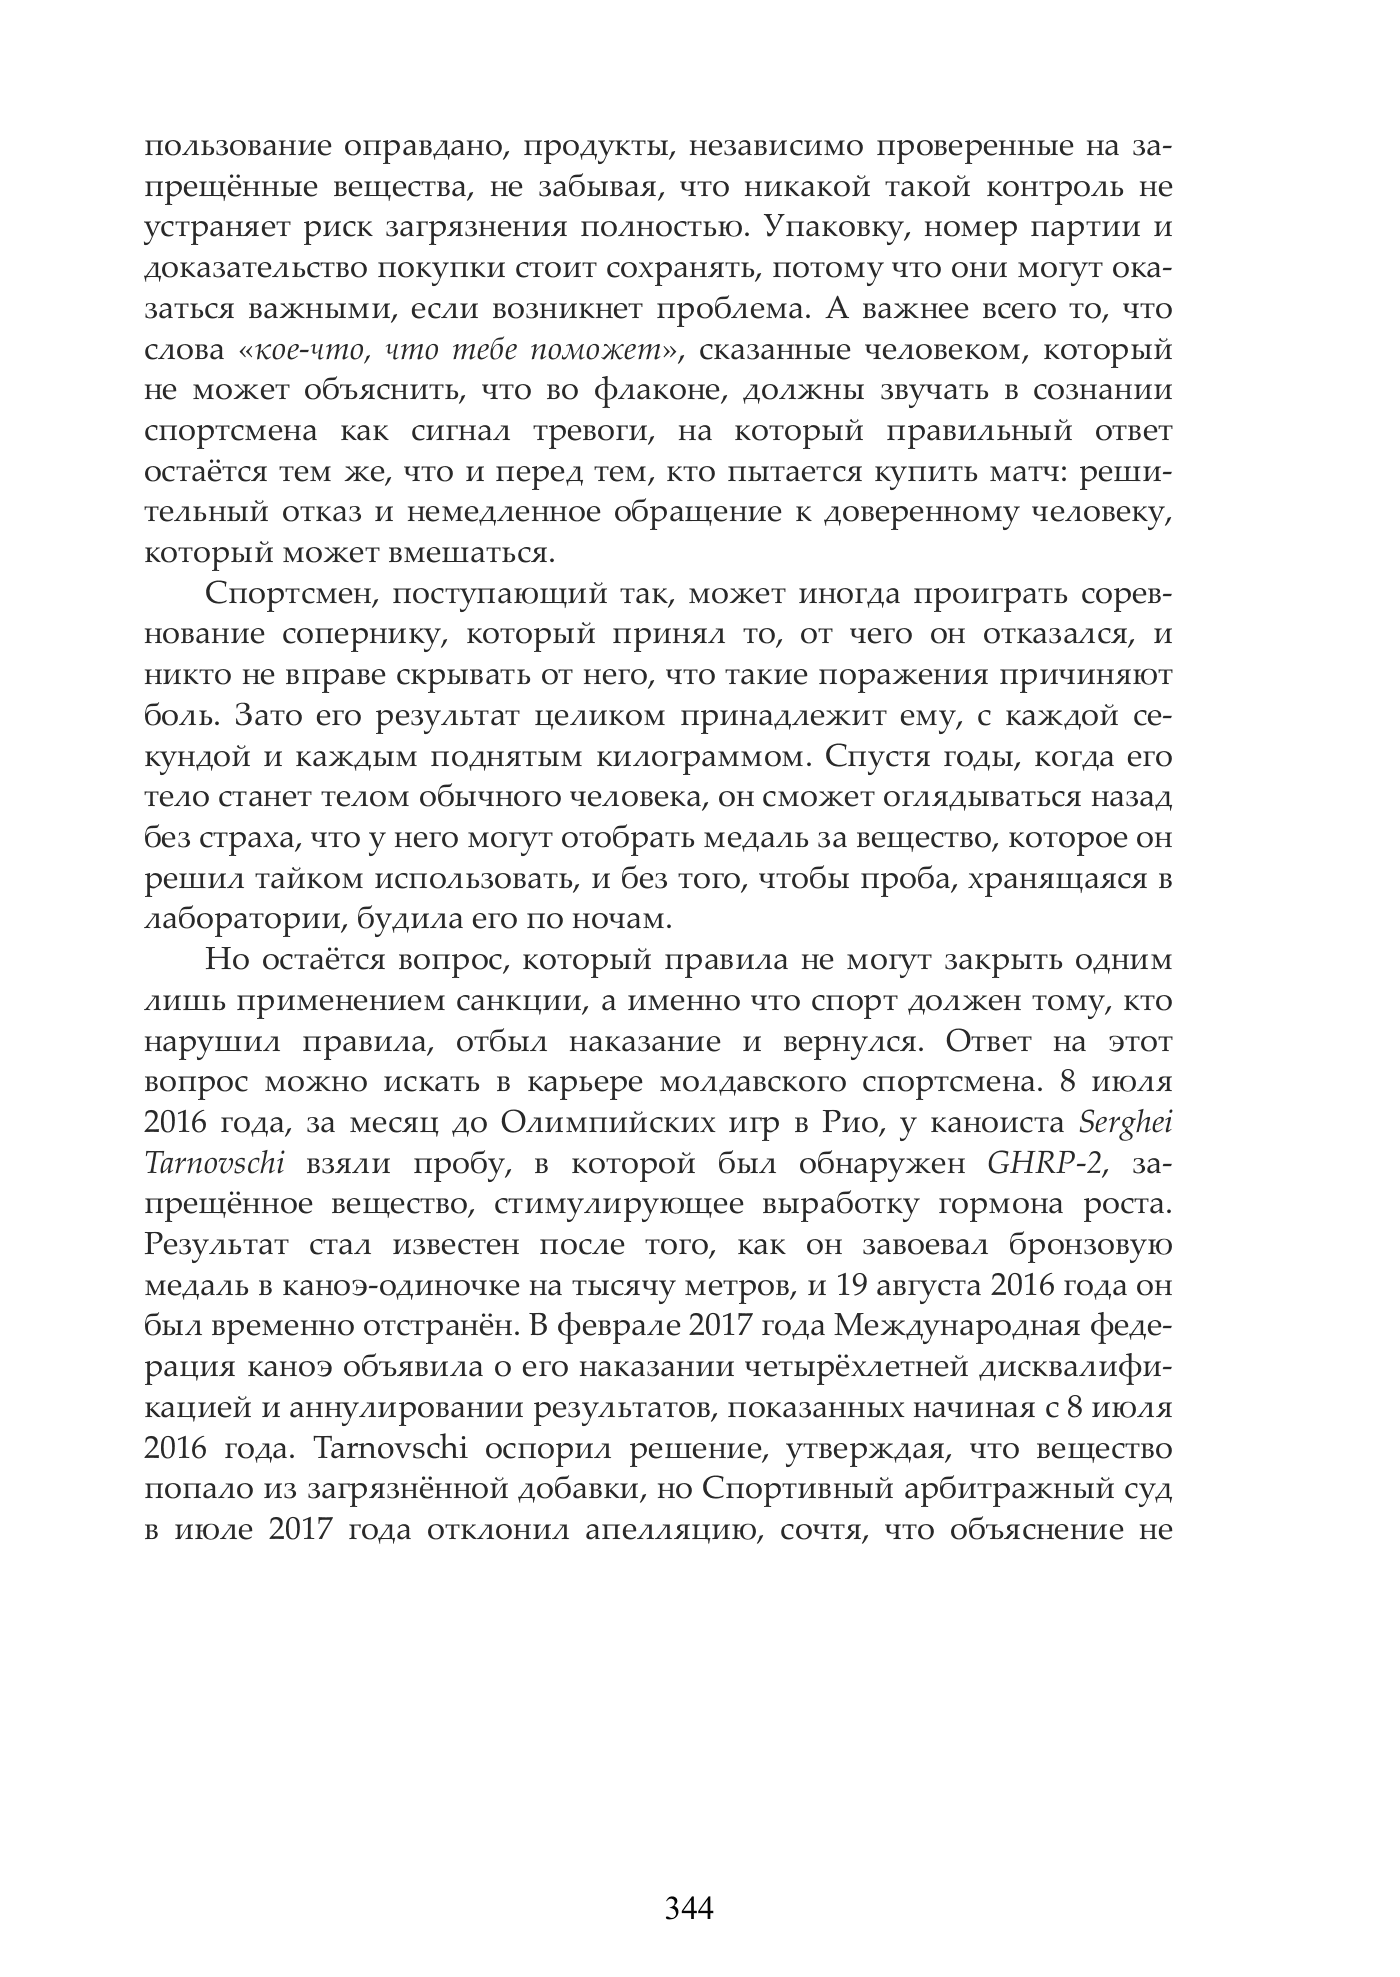 пользование оправдано, продукты, независимо проверенные на за-
прещённые вещества, не забывая, что никакой такой контроль не
устраняет риск загрязнения полностью. Упаковку, номер партии и
доказательство покупки стоит сохранять, потому что они могут ока-
заться важными, если возникнет проблема. А важнее всего то, что
слова «кое-что, что тебе поможет», сказанные человеком, который
не может объяснить, что во флаконе, должны звучать в сознании
спортсмена как сигнал тревоги, на который правильный ответ
остаётся тем же, что и перед тем, кто пытается купить матч: реши-
тельный отказ и немедленное обращение к доверенному человеку,
который может вмешаться.
Спортсмен, поступающий так, может иногда проиграть сорев-
нование сопернику, который принял то, от чего он отказался, и
никто не вправе скрывать от него, что такие поражения причиняют
боль. Зато его результат целиком принадлежит ему, с каждой се-
кундой и каждым поднятым килограммом. Спустя годы, когда его
тело станет телом обычного человека, он сможет оглядываться назад
без страха, что у него могут отобрать медаль за вещество, которое он
решил тайком использовать, и без того, чтобы проба, хранящаяся в
лаборатории, будила его по ночам.
Но остаётся вопрос, который правила не могут закрыть одним
лишь применением санкции, а именно что спорт должен тому, кто
нарушил правила, отбыл наказание и вернулся. Ответ на этот
вопрос можно искать в карьере молдавского спортсмена. 8 июля
2016 года, за месяц до Олимпийских игр в Рио, у каноиста Serghei
Tarnovschi взяли пробу, в которой был обнаружен GHRP-2, за-
прещённое вещество, стимулирующее выработку гормона роста.
Результат стал известен после того, как он завоевал бронзовую
медаль в каноэ-одиночке на тысячу метров, и 19 августа 2016 года он
был временно отстранён. В феврале 2017 года Международная феде-
рация каноэ объявила о его наказании четырёхлетней дисквалифи-
кацией и аннулировании результатов, показанных начиная с 8 июля
2016 года. Tarnovschi оспорил решение, утверждая, что вещество
попало из загрязнённой добавки, но Спортивный арбитражный суд
в июле 2017 года отклонил апелляцию, сочтя, что объяснение не
344